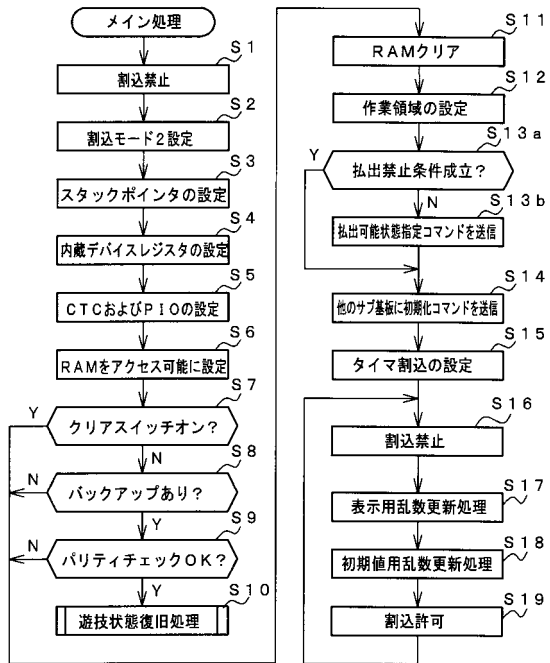 メイン処理
S1
割込禁止
S2
割込モード2設定
S3
スタックポインタの設定
S4
内蔵デバイスレジスタの設定
S5
CTCおよびPIOの設定
S6
RAMをアクセス可能に設定
S7
Y
クリアスイッチオン?
N
S8
N
バックアップあり?
Y
S9
N
パリティチェックOK?
Y
S10
遊技状態復旧処理
S11
RAMクリア
S12
作業領域の設定
S13a
Y
払出禁止条件成立?
N
S13b
払出可能状態指定コマンドを送信
S14
他のサブ基板に初期化コマンドを送信
S15
タイマ割込の設定
S16
割込禁止
S17
表示用乱数更新処理
S18
初期値用乱数更新処理
S19
割込許可